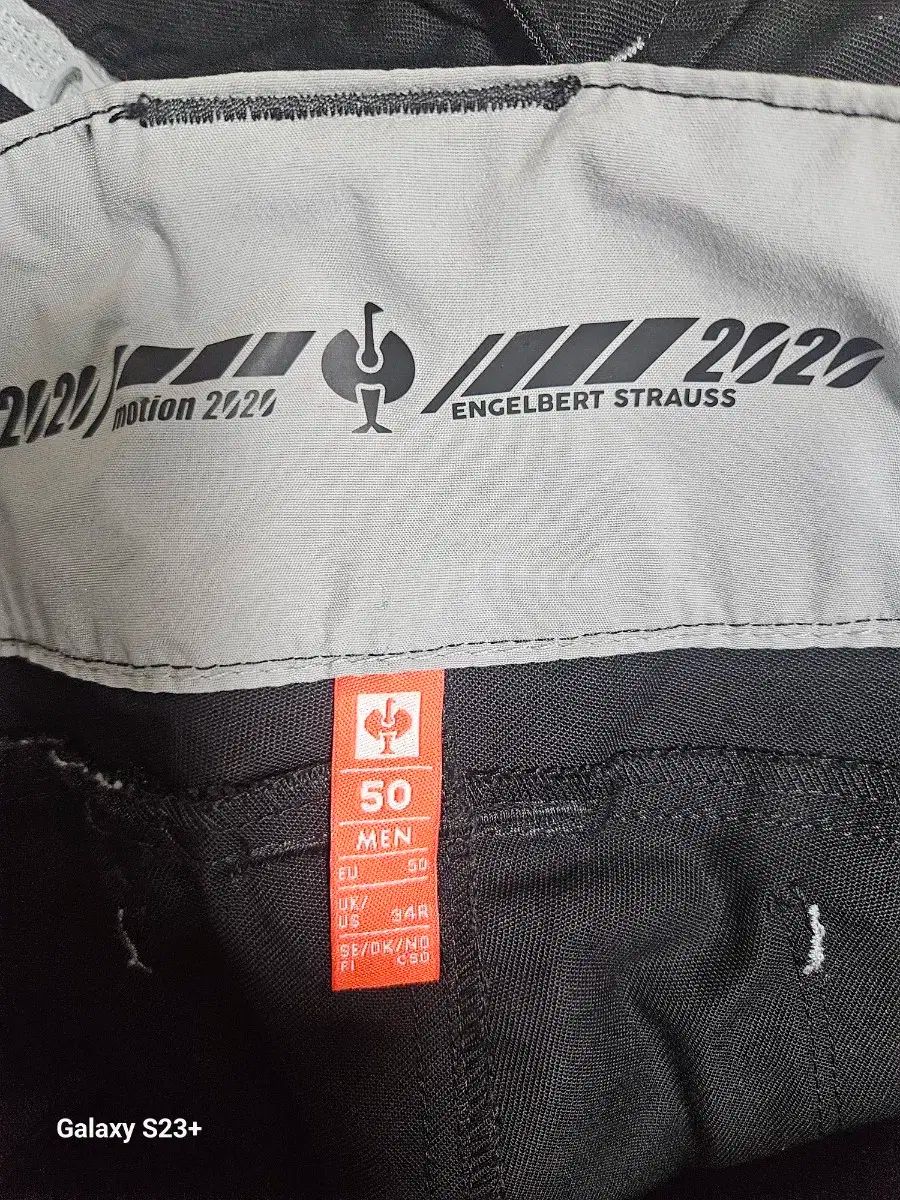 2020
motion 2020
2020
ENGELBERT STRAUSS
50
MEN
EU 50
UK/
US 34R
SE/DK/NO
FI C50
Galaxy S23+